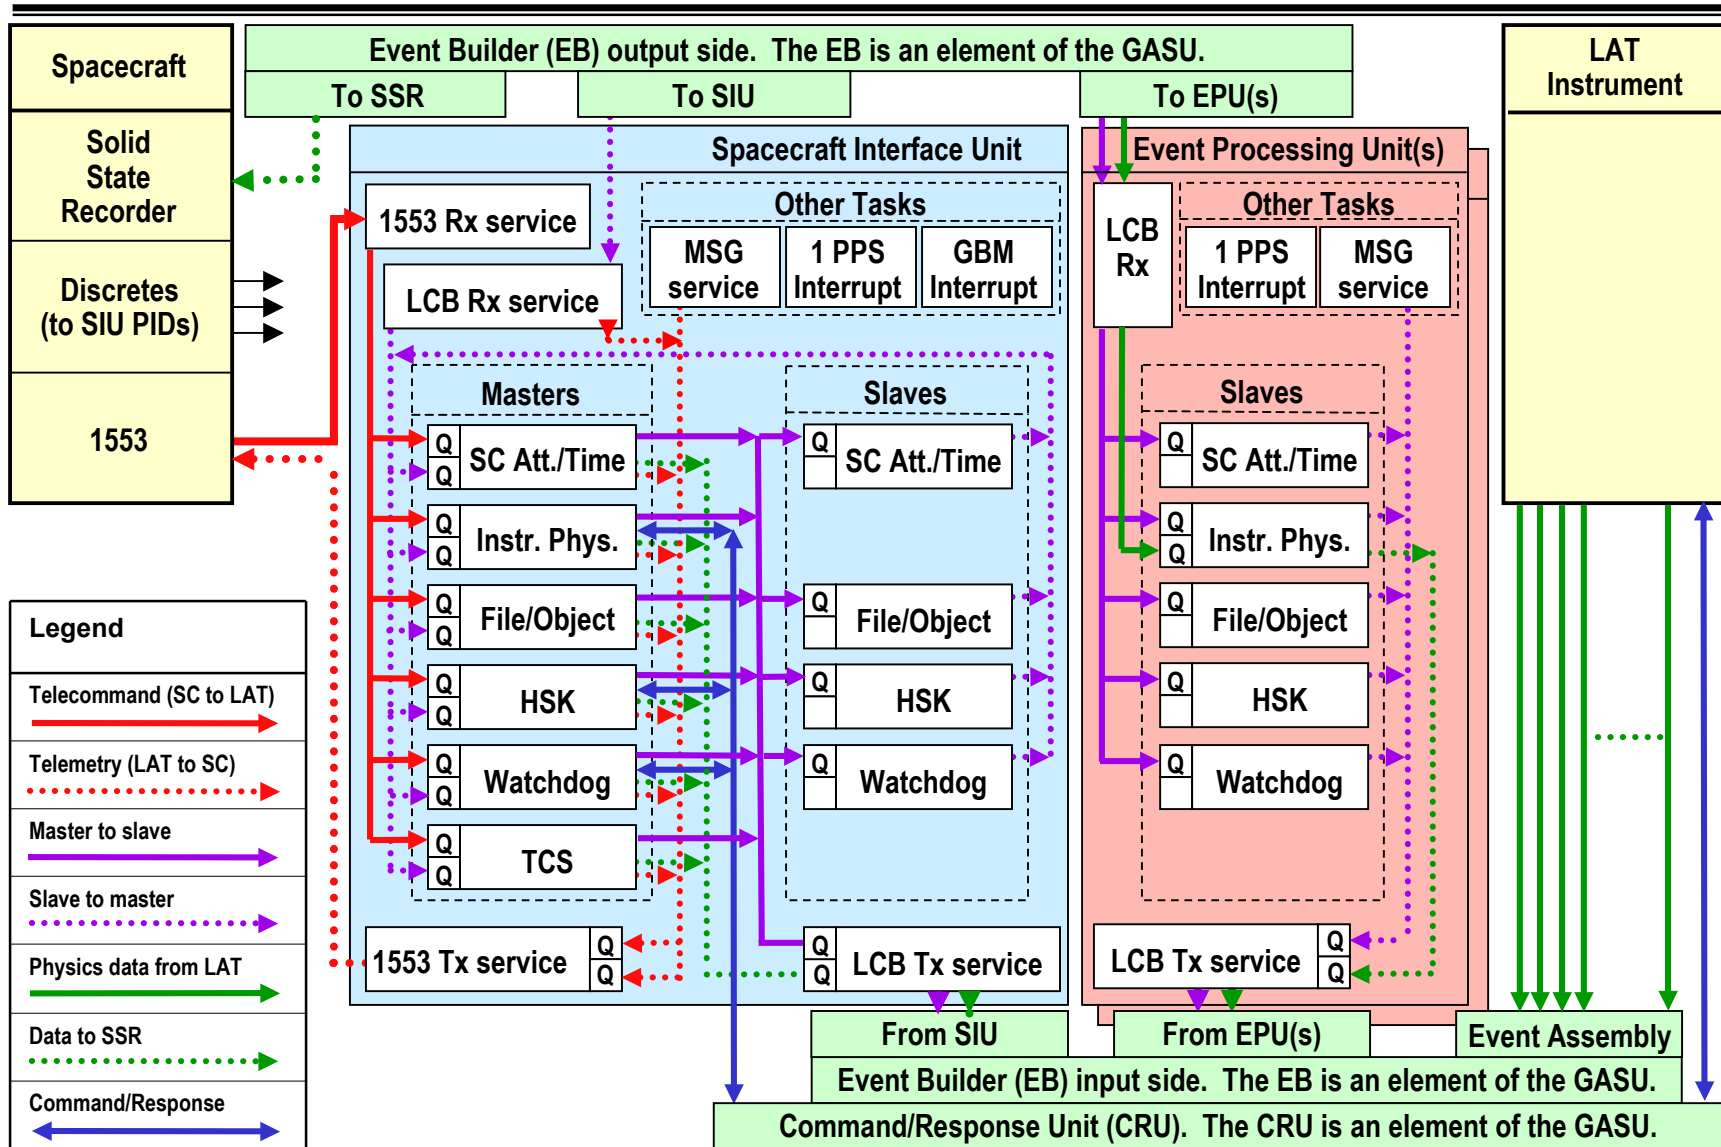 Spacecraft
Solid
State
Recorder
Discretes
(to SIU PIDs)
1553
Event Builder (EB) output side. The EB is an element of the GASU.
To SSR
To SIU
To EPU(s)
LAT
Instrument
Spacecraft Interface Unit
1553 Rx service
LCB Rx service
Other Tasks
MSG
service
1 PPS
Interrupt
GBM
Interrupt
Masters
Q
Q
SC Att./Time
Q
Q
Instr. Phys.
Q
Q
File/Object
Q
Q
HSK
Q
Q
Watchdog
Q
Q
TCS
Slaves
Q
SC Att./Time
Q
File/Object
Q
HSK
Q
Watchdog
1553 Tx service
Q
Q
Q
Q
LCB Tx service
Event Processing Unit(s)
LCB
Rx
Other Tasks
1 PPS
Interrupt
MSG
service
Slaves
Q
SC Att./Time
Q
Q
Instr. Phys.
Q
File/Object
Q
HSK
Q
Watchdog
LCB Tx service
Q
Q
From SIU
From EPU(s)
Event Assembly
Event Builder (EB) input side. The EB is an element of the GASU.
Command/Response Unit (CRU). The CRU is an element of the GASU.
Legend
Telecommand (SC to LAT)
Telemetry (LAT to SC)
Master to slave
Slave to master
Physics data from LAT
Data to SSR
Command/Response